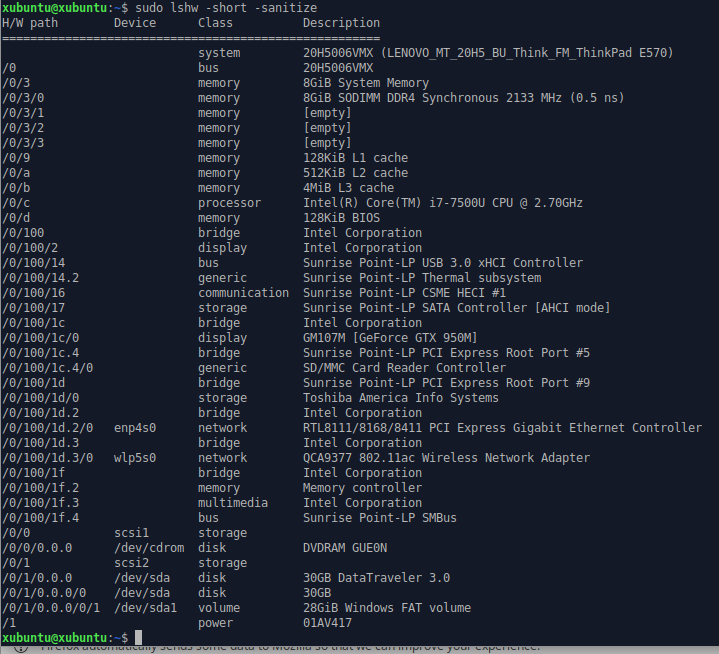 xubuntu@xubuntu:~$ sudo lshw -short -sanitize
H/W path Device Class Description
======================================================
system 20H5006VMX (LENOVO_MT_20H5_BU_Think_FM_ThinkPad E570)
/0 bus 20H5006VMX
/0/3 memory 8GiB System Memory
/0/3/0 memory 8GiB SODIMM DDR4 Synchronous 2133 MHz (0.5 ns)
/0/3/1 memory [empty]
/0/3/2 memory [empty]
/0/3/3 memory [empty]
/0/9 memory 128KiB L1 cache
/0/a memory 512KiB L2 cache
/0/b memory 4MiB L3 cache
/0/c processor Intel(R) Core(TM) i7-7500U CPU @ 2.70GHz
/0/d memory 128KiB BIOS
/0/100 bridge Intel Corporation
/0/100/2 display Intel Corporation
/0/100/14 bus Sunrise Point-LP USB 3.0 xHCI Controller
/0/100/14.2 generic Sunrise Point-LP Thermal subsystem
/0/100/16 communication Sunrise Point-LP CSME HECI #1
/0/100/17 storage Sunrise Point-LP SATA Controller [AHCI mode]
/0/100/1c bridge Intel Corporation
/0/100/1c/0 display GM107M [GeForce GTX 950M]
/0/100/1c.4 bridge Sunrise Point-LP PCI Express Root Port #5
/0/100/1c.4/0 generic SD/MMC Card Reader Controller
/0/100/1d bridge Sunrise Point-LP PCI Express Root Port #9
/0/100/1d/0 storage Toshiba America Info Systems
/0/100/1d.2 bridge Intel Corporation
/0/100/1d.2/0 enp4s0 network RTL8111/8168/8411 PCI Express Gigabit Ethernet Controller
/0/100/1d.3 bridge Intel Corporation
/0/100/1d.3/0 wlp5s0 network QCA9377 802.11ac Wireless Network Adapter
/0/100/1f bridge Intel Corporation
/0/100/1f.2 memory Memory controller
/0/100/1f.3 multimedia Intel Corporation
/0/100/1f.4 bus Sunrise Point-LP SMBus
/0/0 scsi1 storage
/0/0/0.0.0 /dev/cdrom disk DVDRAM GUE0N
/0/1 scsi2 storage
/0/1/0.0.0 /dev/sda disk 30GB DataTraveler 3.0
/0/1/0.0.0/0 /dev/sda disk 30GB
/0/1/0.0.0/0/1 /dev/sda1 volume 28GiB Windows FAT volume
/1 power 01AV417
xubuntu@xubuntu:~$
Firefox automatically sends some data to Mozilla so that we can improve your experience.